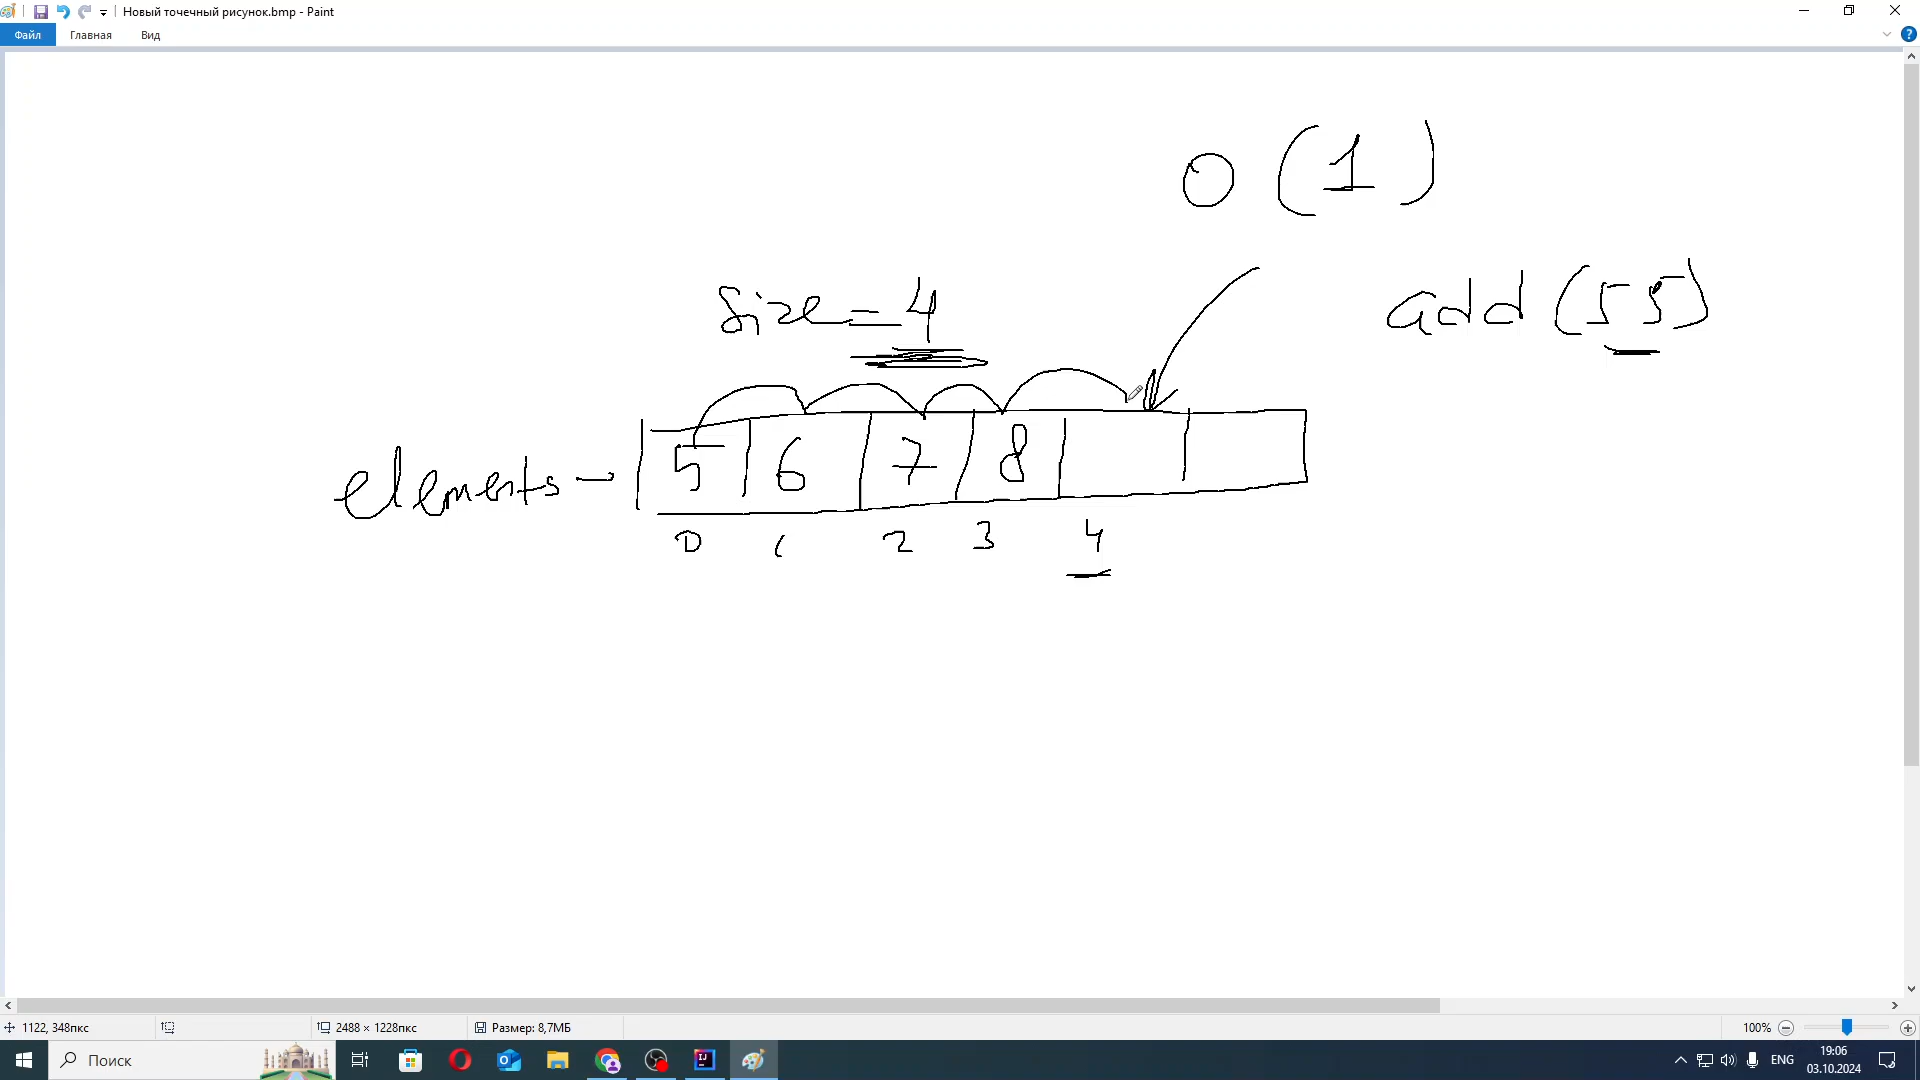 Новый точечный рисунок.bmp - Paint
Файл Главная Вид
O (1)
size = 4
add (55)
elements
5 6 7 8
0 1 2 3 4
1122, 348пкс
2488 × 1228пкс
Размер: 8,7МБ
100%
Поиск
ENG
19:06
03.10.2024